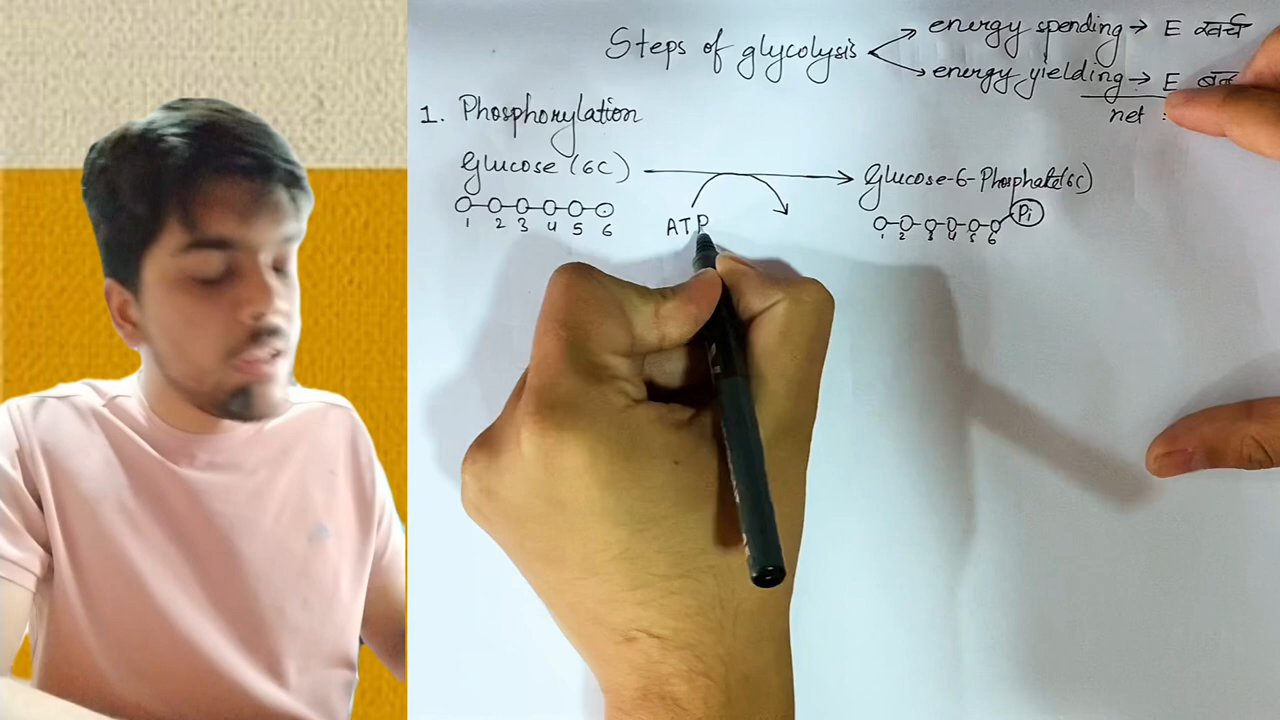 Steps of glycolysis
energy spending → E खर्च
energy yielding → E
net :
1. Phosphorylation
Glucose (6C) → Glucose-6-Phosphate (6C)
1 2 3 4 5 6
ATP
Pi
1 2 3 4 5 6